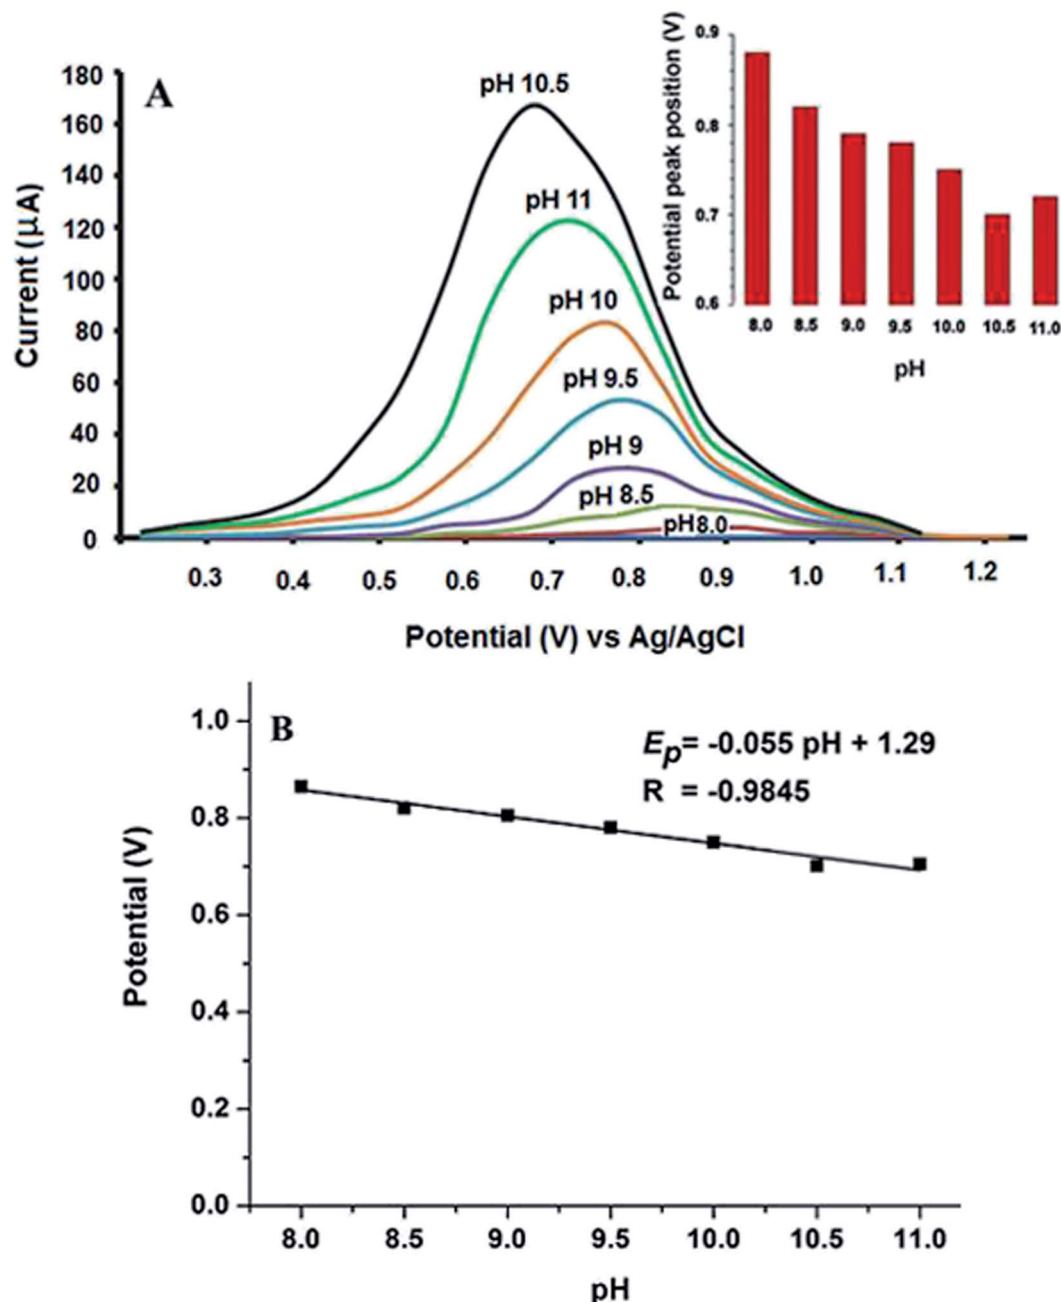 A
180
160
140
120
100
80
60
40
20
0
Current (µA)
pH 10.5
pH 11
pH 10
pH 9.5
pH 9
pH 8.5
pH8.0
0.3 0.4 0.5 0.6 0.7 0.8 0.9 1.0 1.1 1.2
Potential (V) vs Ag/AgCl
Potential peak position (V)
0.9
0.8
0.7
0.6
8.0 8.5 9.0 9.5 10.0 10.5 11.0
pH
B
Ep= -0.055 pH + 1.29
R = -0.9845
Potential (V)
1.0
0.8
0.6
0.4
0.2
0.0
8.0 8.5 9.0 9.5 10.0 10.5 11.0
pH